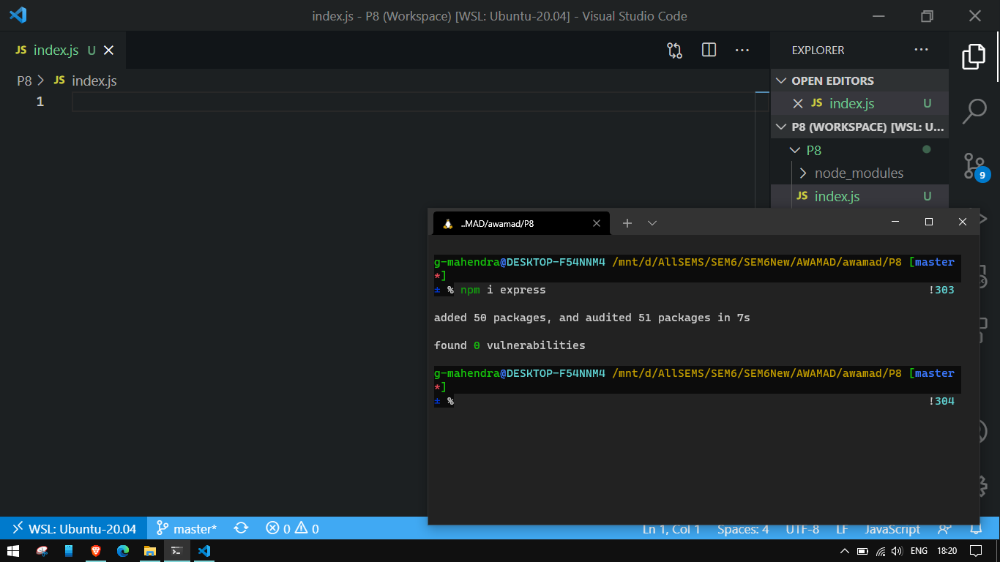 index.js - P8 (Workspace) [WSL: Ubuntu-20.04] - Visual Studio Code
JS index.js U
P8 > JS index.js
1
EXPLORER
OPEN EDITORS
JS index.js U
P8 (WORKSPACE) [WSL: U...
P8
node_modules
JS index.js U
9
..MAD/awamad/P8
g-mahendra@DESKTOP-F54NNM4 /mnt/d/AllSEMS/SEM6/SEM6New/AWAMAD/awamad/P8 [master
*]
± % npm i express !303
added 50 packages, and audited 51 packages in 7s
found 0 vulnerabilities
g-mahendra@DESKTOP-F54NNM4 /mnt/d/AllSEMS/SEM6/SEM6New/AWAMAD/awamad/P8 [master
*]
± % !304
WSL: Ubuntu-20.04 master* 0 0 Ln 1, Col 1 Spaces: 4 UTF-8 LF JavaScript
ENG 18:20